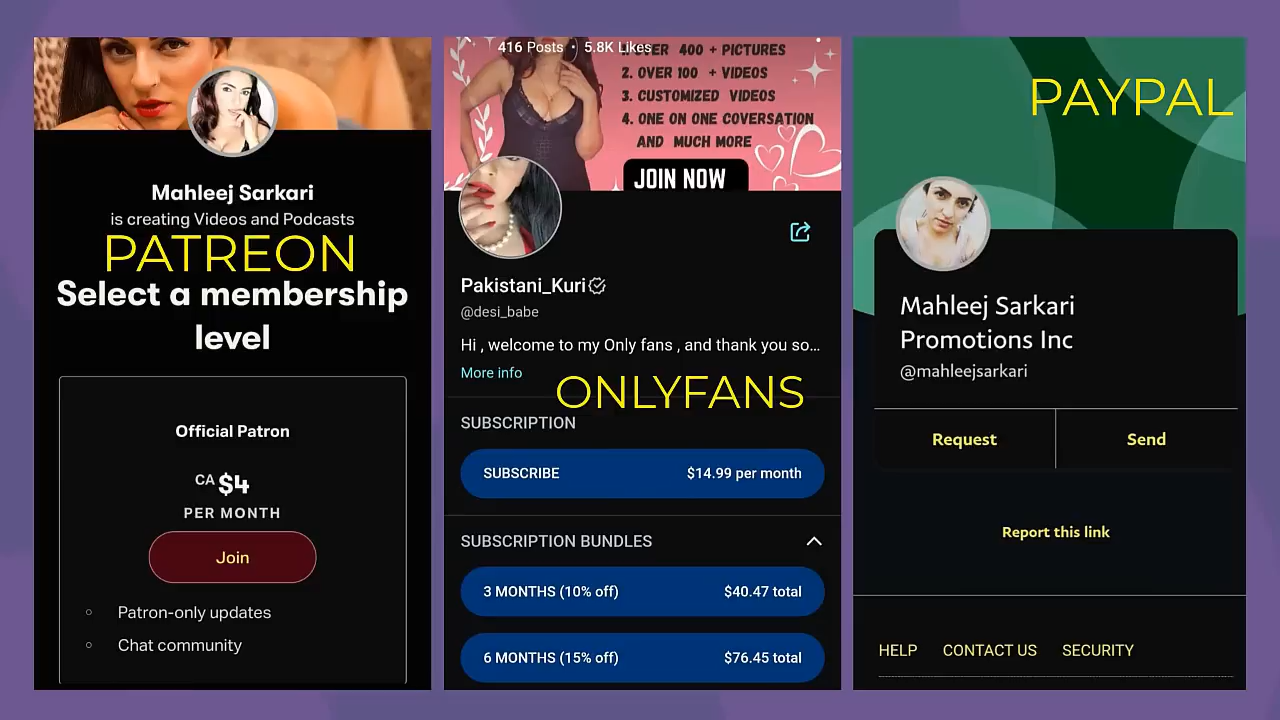 Mahleej Sarkari
is creating Videos and Podcasts
PATREON
Select a membership
level
Official Patron
CA $4
PER MONTH
Join
Patron-only updates
Chat community
416 Posts • 5.8K Likes
1. OVER 400 + PICTURES
2. OVER 100 + VIDEOS
3. CUSTOMIZED VIDEOS
4. ONE ON ONE COVERSATION
AND MUCH MORE
JOIN NOW
Pakistani_Kuri
@desi_babe
Hi , welcome to my Only fans , and thank you so...
More info
ONLYFANS
SUBSCRIPTION
SUBSCRIBE $14.99 per month
SUBSCRIPTION BUNDLES
3 MONTHS (10% off) $40.47 total
6 MONTHS (15% off) $76.45 total
PAYPAL
Mahleej Sarkari
Promotions Inc
@mahleejsarkari
Request Send
Report this link
HELP CONTACT US SECURITY